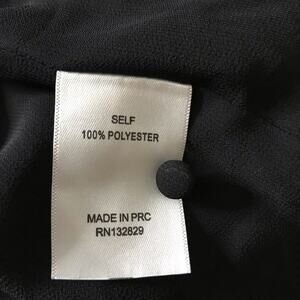 SELF
100% POLYESTER
MADE IN PRC
RN132829